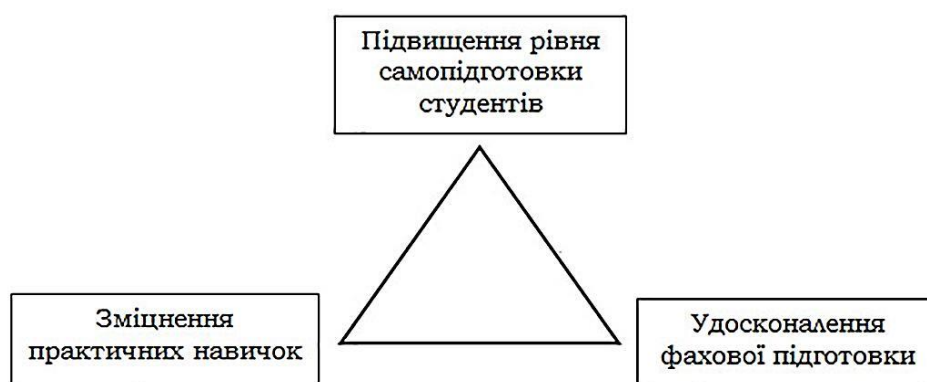 Підвищення рівня
самопідготовки
студентів
Зміцнення
практичних навичок
Удосконалення
фахової підготовки